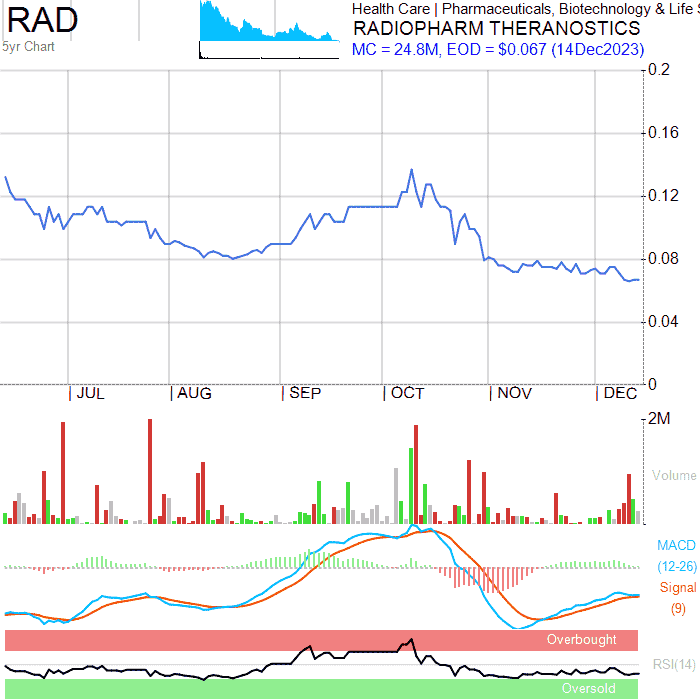 RAD
5yr Chart
Health Care | Pharmaceuticals, Biotechnology & Life S
RADIOPHARM THERANOSTICS
MC = 24.8M, EOD = $0.067 (14Dec2023)
0.2
0.16
0.12
0.08
0.04
0
JUL AUG SEP OCT NOV DEC
2M
Volume
MACD
(12-26)
Signal
(9)
Overbought
RSI(14)
Oversold